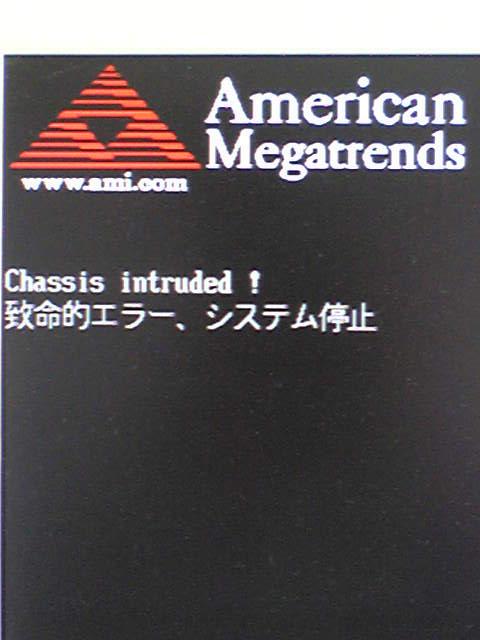 American
Megatrends
www.ami.com
Chassis intruded !
致命的エラー、システム停止